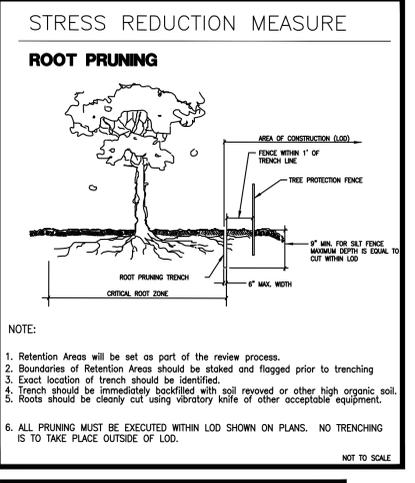 STRESS REDUCTION MEASURE
ROOT PRUNING
AREA OF CONSTRUCTION (LOD)
FENCE WITHIN 1' OF
TRENCH LINE
TREE PROTECTION FENCE
9" MIN. FOR SILT FENCE
MAXIMUM DEPTH IS EQUAL TO
CUT WITHIN LOD
ROOT PRUNING TRENCH
6" MAX. WIDTH
CRITICAL ROOT ZONE
NOTE:
1. Retention Areas will be set as part of the review process.
2. Boundaries of Retention Areas should be staked and flagged prior to trenching
3. Exact location of trench should be identified.
4. Trench should be immediately backfilled with soil revoved or other high organic soil.
5. Roots should be cleanly cut using vibratory knife of other acceptable equipment.
6. ALL PRUNING MUST BE EXECUTED WITHIN LOD SHOWN ON PLANS. NO TRENCHING
IS TO TAKE PLACE OUTSIDE OF LOD.
NOT TO SCALE